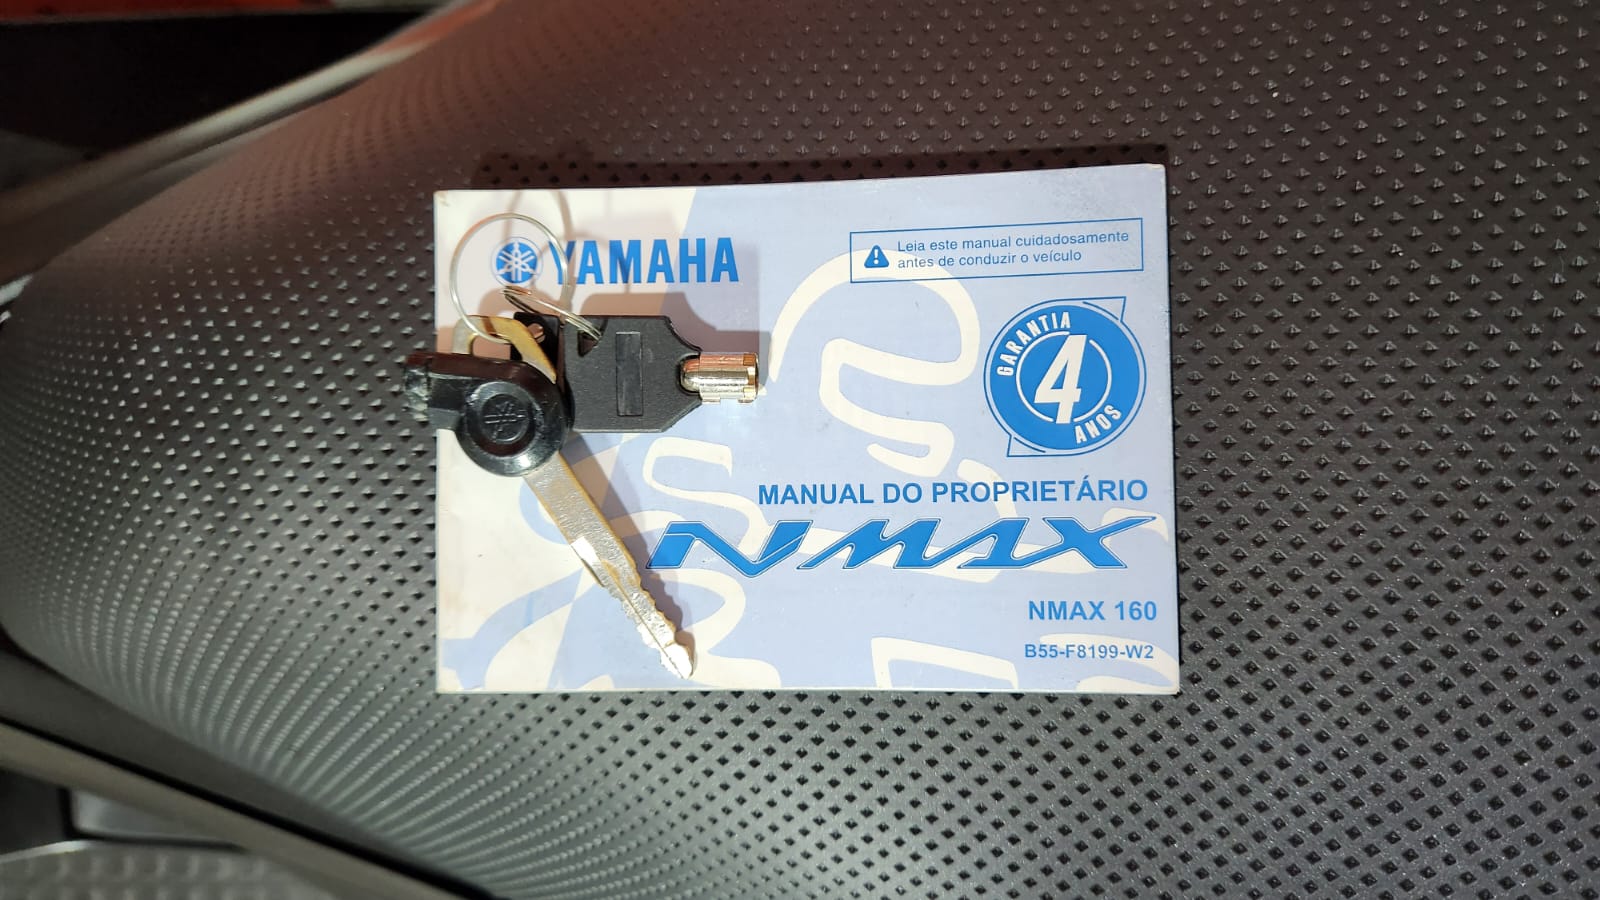 YAMAHA
Leia este manual cuidadosamente
antes de conduzir o veículo
GARANTIA
4
ANOS
MANUAL DO PROPRIETÁRIO
NMAX
NMAX 160
B55-F8199-W2